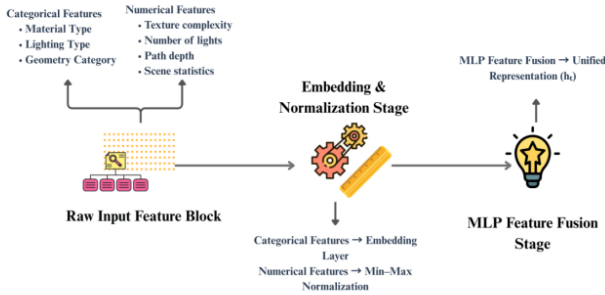 Categorical Features
• Material Type
• Lighting Type
• Geometry Category
Numerical Features
• Texture complexity
• Number of lights
• Path depth
• Scene statistics
Raw Input Feature Block
Embedding &
Normalization Stage
Categorical Features → Embedding
Layer
Numerical Features → Min–Max
Normalization
MLP Feature Fusion → Unified
Representation (hₜ)
MLP Feature Fusion
Stage